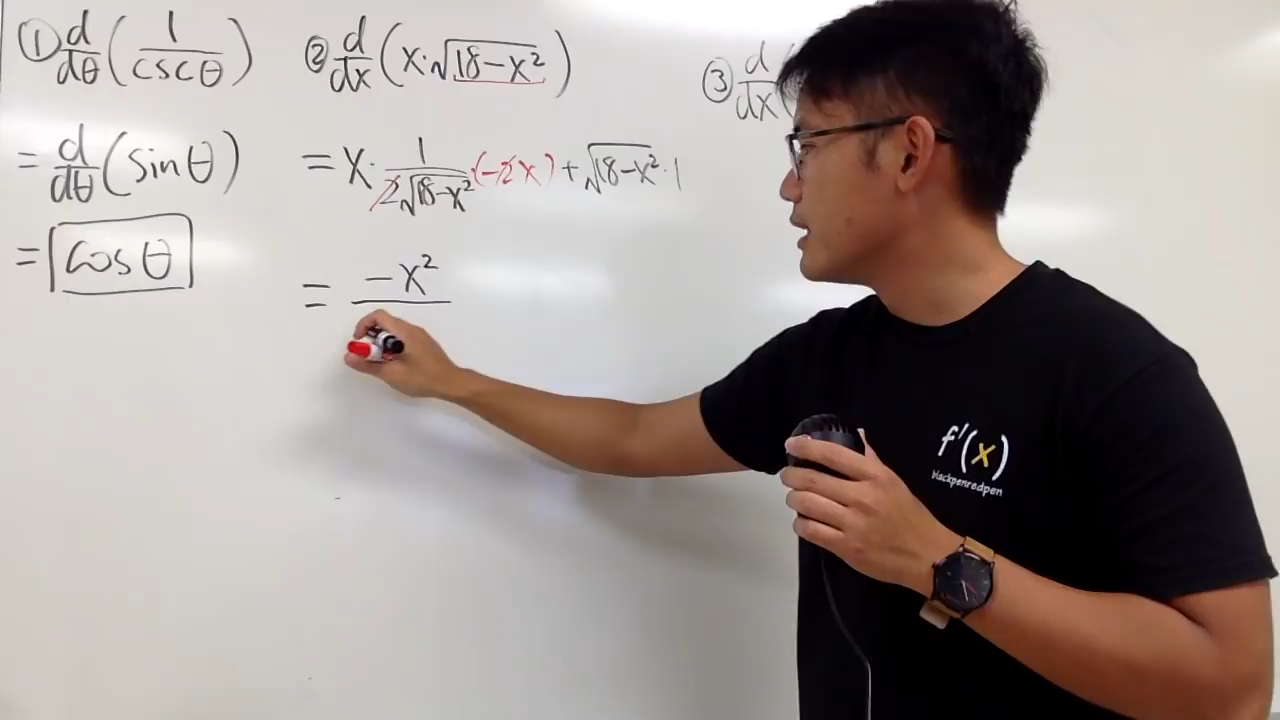 ① d/dθ (1/cscθ)
= d/dθ (sinθ)
= cosθ
② d/dx (x·√(18-x²))
= x· 1/(2√(18-x²)) ·(-2x) + √(18-x²)·1
= -x²
③ d/dx (
f'(x)
blackpenredpen